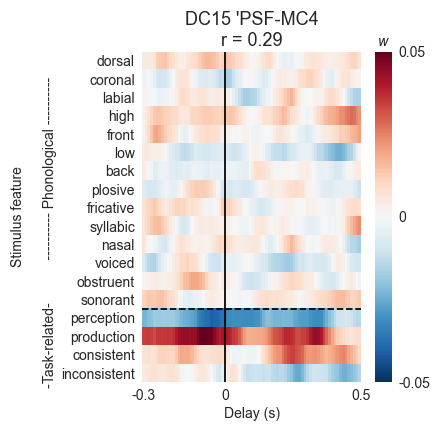 DC15 'PSF-MC4
r = 0.29
w
dorsal
coronal
labial
high
front
low
back
plosive
fricative
syllabic
nasal
voiced
obstruent
sonorant
perception
production
consistent
inconsistent
Stimulus feature
---------- Phonological ----------
-Task-related-
-0.3
0
0.5
Delay (s)
0.05
0
-0.05